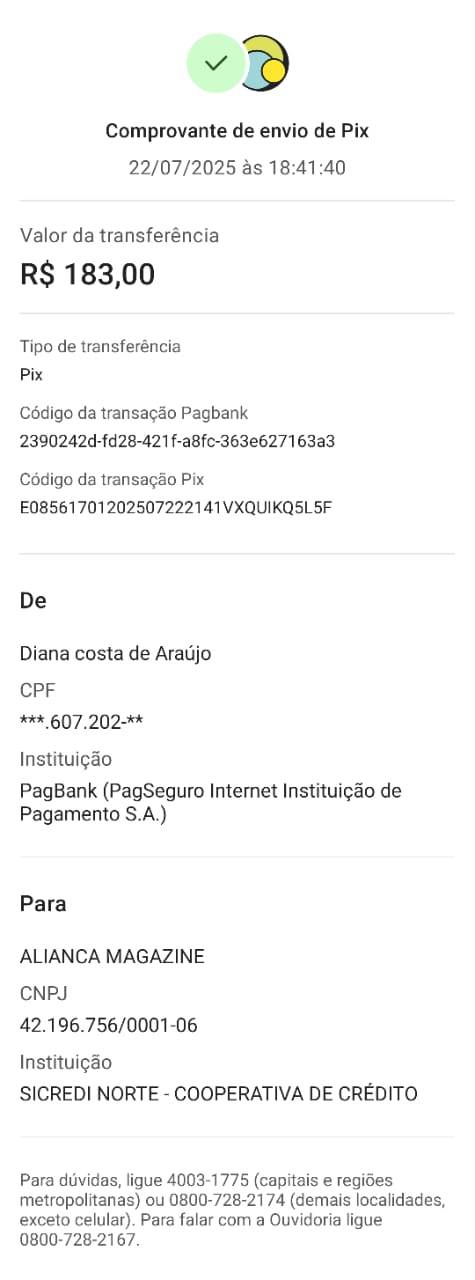 Comprovante de envio de Pix
22/07/2025 às 18:41:40
Valor da transferência
R$ 183,00
Tipo de transferência
Pix
Código da transação Pagbank
2390242d-fd28-421f-a8fc-363e627163a3
Código da transação Pix
E08561701202507222141VXQUIKQ5L5F
De
Diana costa de Araújo
CPF
***.607.202-**
Instituição
PagBank (PagSeguro Internet Instituição de
Pagamento S.A.)
Para
ALIANCA MAGAZINE
CNPJ
42.196.756/0001-06
Instituição
SICREDI NORTE - COOPERATIVA DE CRÉDITO
Para dúvidas, ligue 4003-1775 (capitais e regiões
metropolitanas) ou 0800-728-2174 (demais localidades,
exceto celular). Para falar com a Ouvidoria ligue
0800-728-2167.